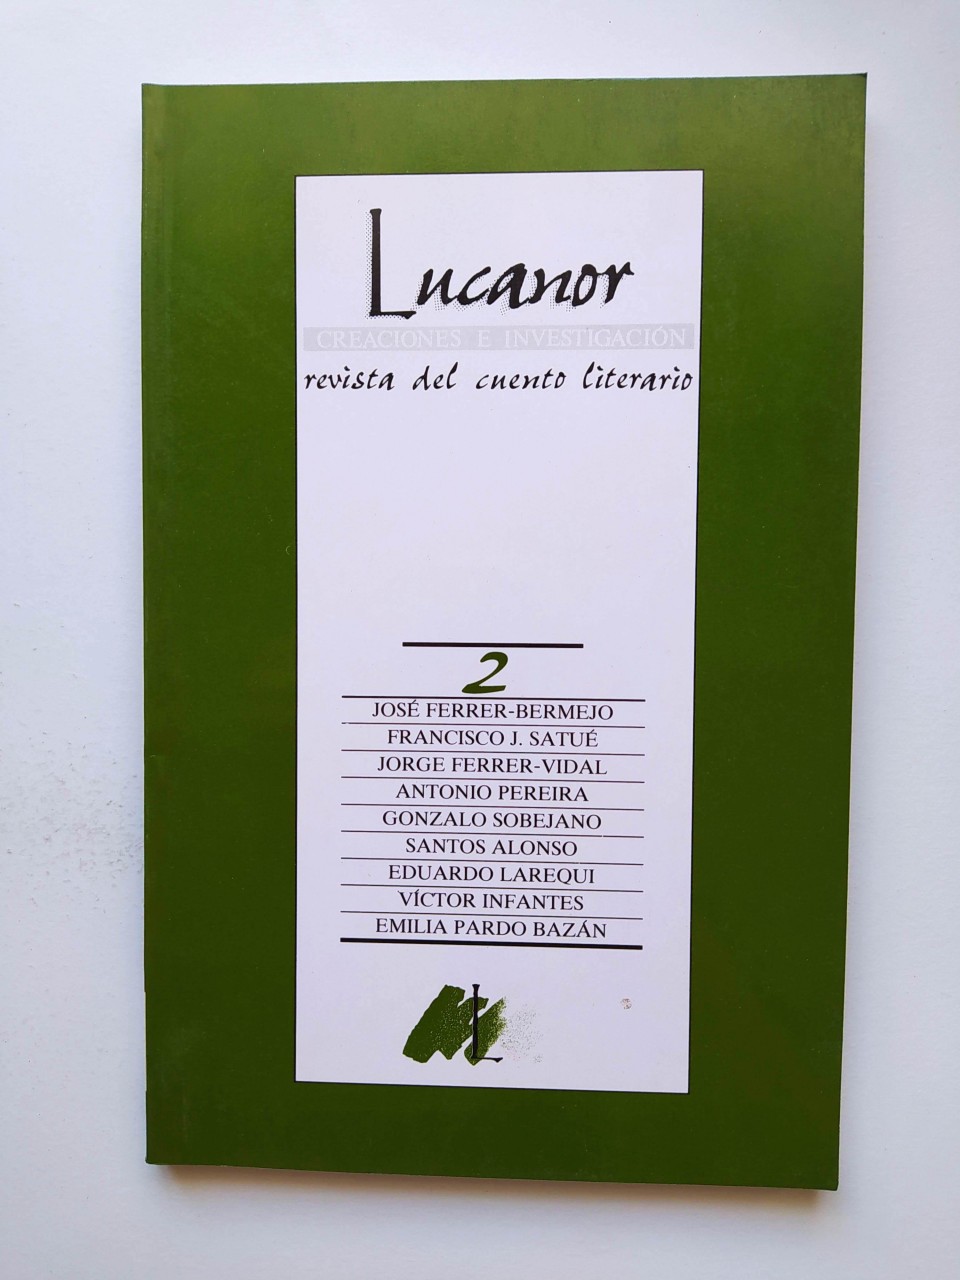 Lucanor
CREACIONES E INVESTIGACIÓN
revista del cuento literario
2
JOSÉ FERRER-BERMEJO
FRANCISCO J. SATUÉ
JORGE FERRER-VIDAL
ANTONIO PEREIRA
GONZALO SOBEJANO
SANTOS ALONSO
EDUARDO LAREQUI
VÍCTOR INFANTES
EMILIA PARDO BAZÁN
L